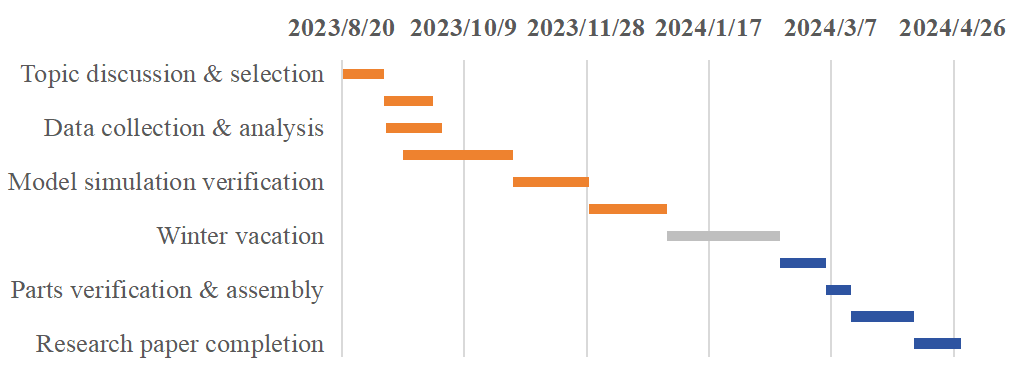 2023/8/20 2023/10/9 2023/11/28 2024/1/17 2024/3/7 2024/4/26
Topic discussion & selection
Data collection & analysis
Model simulation verification
Winter vacation
Parts verification & assembly
Research paper completion